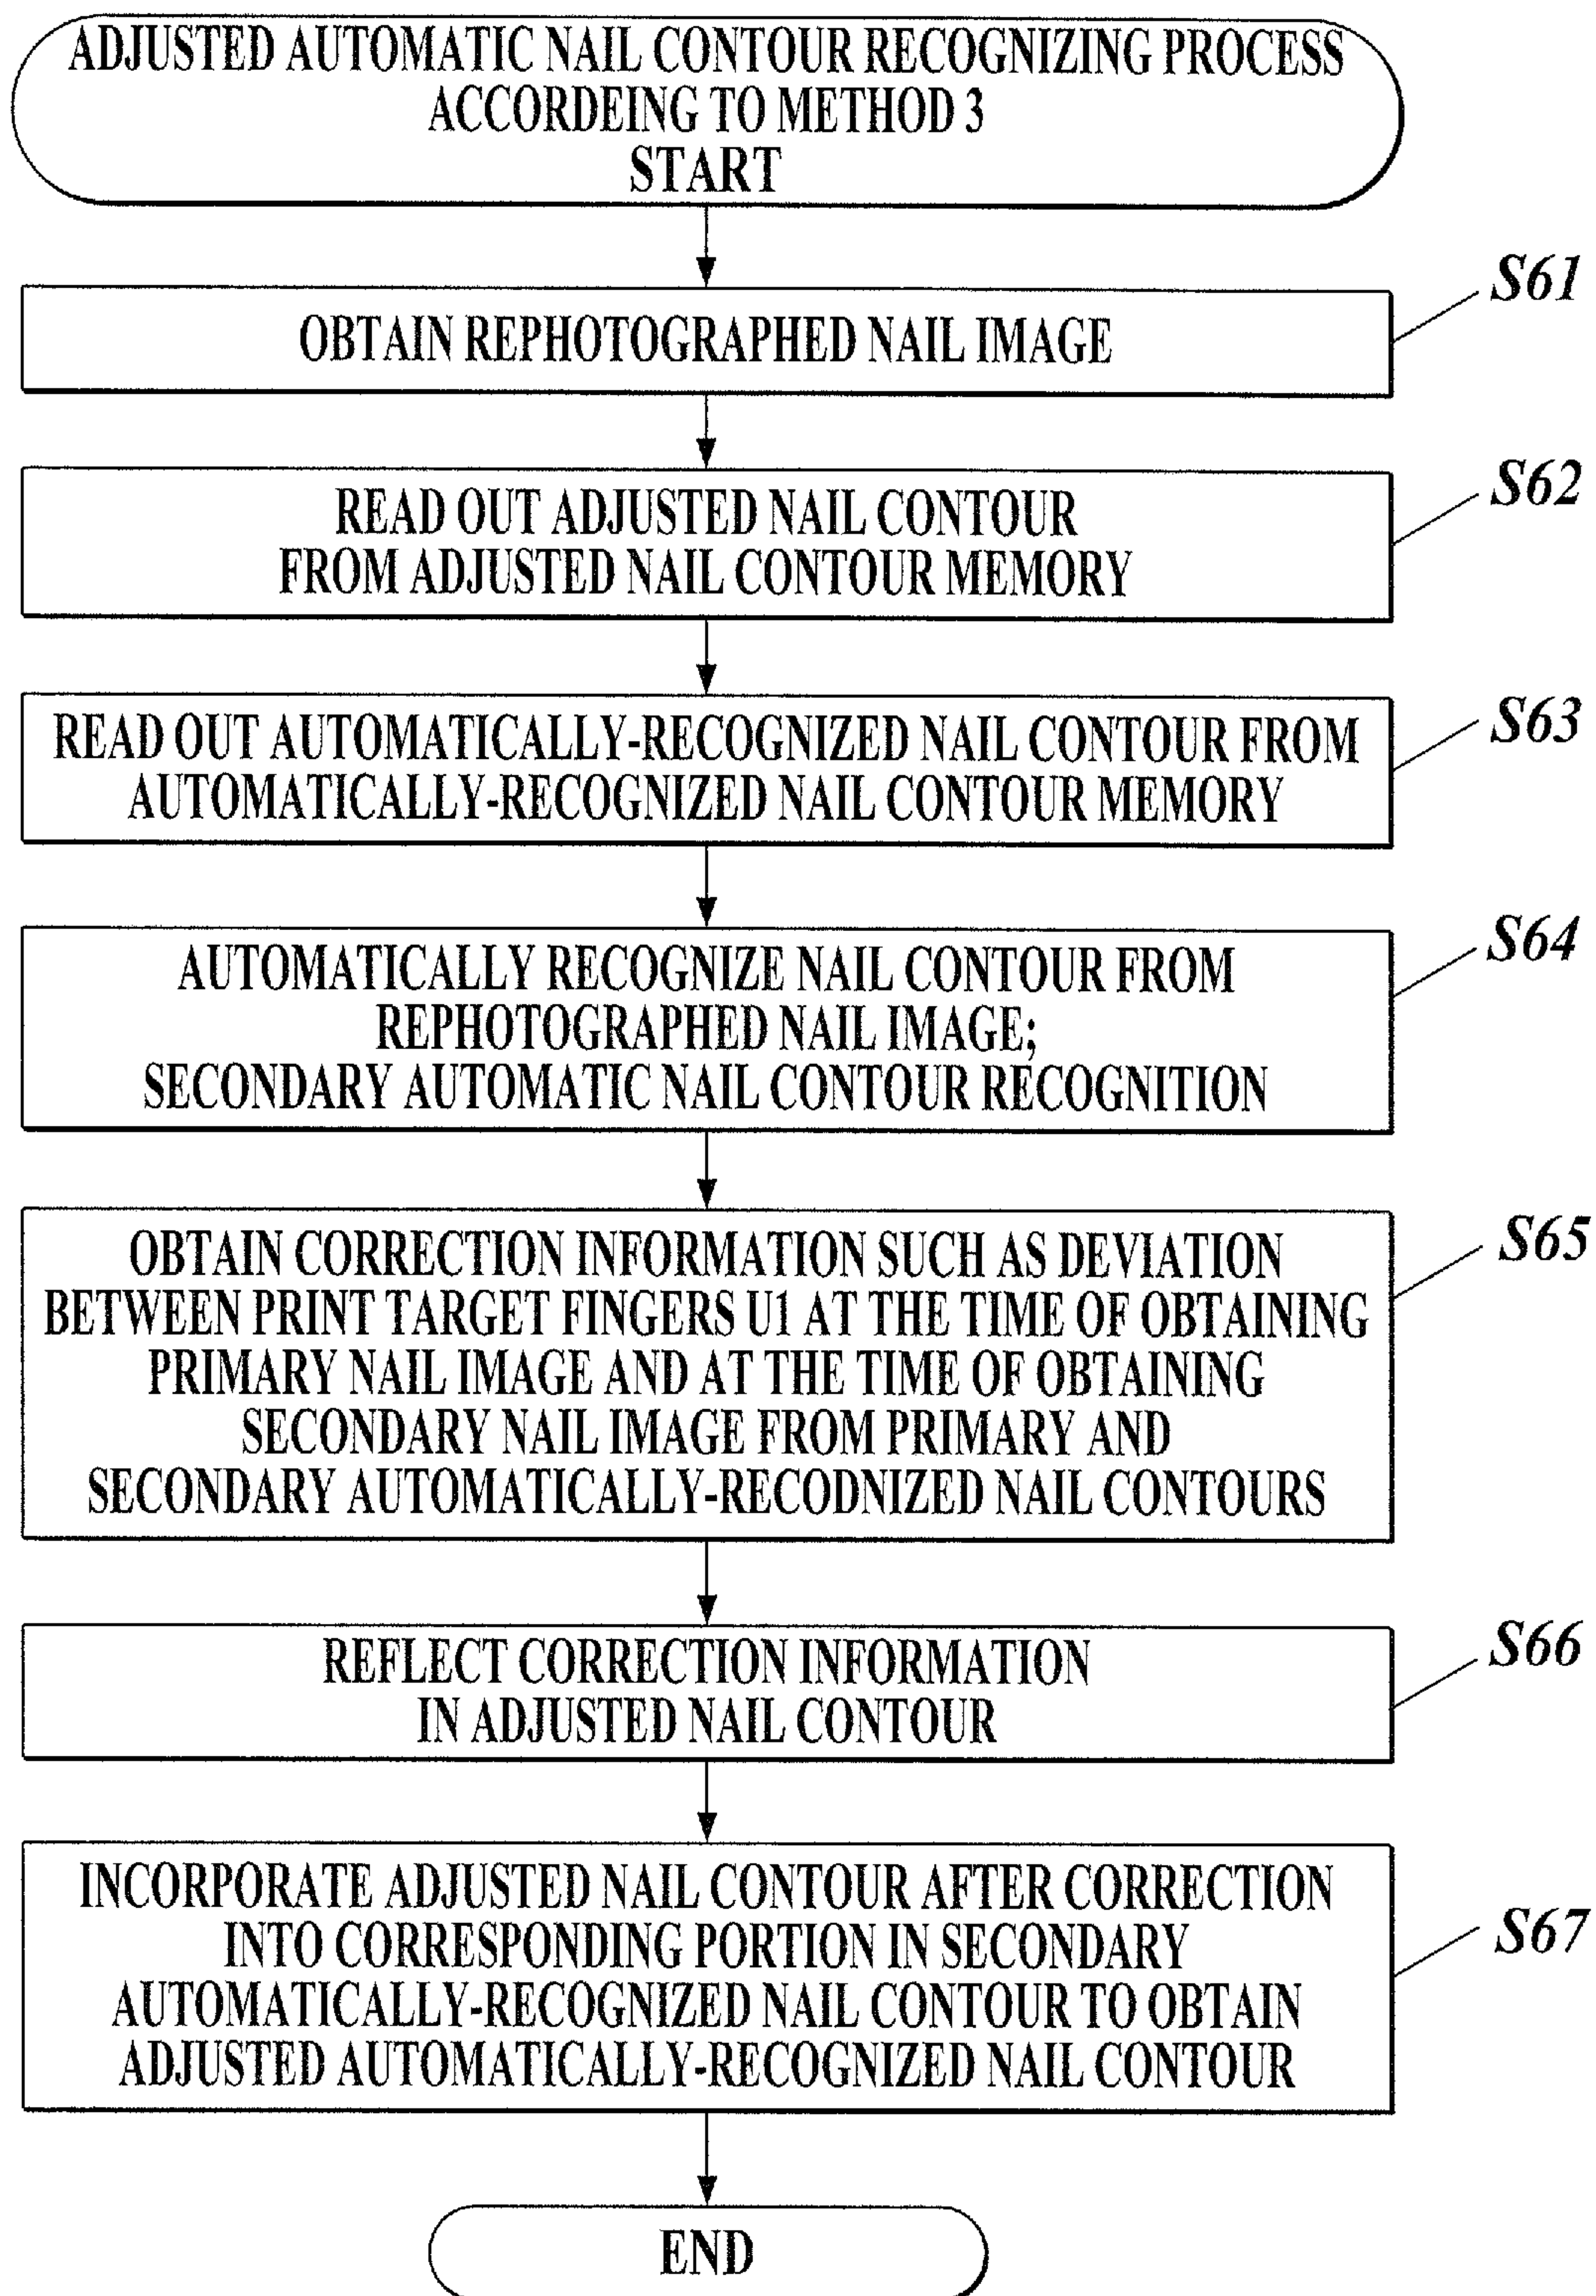 ADJUSTED AUTOMATIC NAIL CONTOUR RECOGNIZING PROCESS
ACCORDEING TO METHOD 3
START
S61
OBTAIN REPHOTOGRAPHED NAIL IMAGE
S62
READ OUT ADJUSTED NAIL CONTOUR
FROM ADJUSTED NAIL CONTOUR MEMORY
S63
READ OUT AUTOMATICALLY-RECOGNIZED NAIL CONTOUR FROM
AUTOMATICALLY-RECOGNIZED NAIL CONTOUR MEMORY
S64
AUTOMATICALLY RECOGNIZE NAIL CONTOUR FROM
REPHOTOGRAPHED NAIL IMAGE;
SECONDARY AUTOMATIC NAIL CONTOUR RECOGNITION
S65
OBTAIN CORRECTION INFORMATION SUCH AS DEVIATION
BETWEEN PRINT TARGET FINGERS U1 AT THE TIME OF OBTAINING
PRIMARY NAIL IMAGE AND AT THE TIME OF OBTAINING
SECONDARY NAIL IMAGE FROM PRIMARY AND
SECONDARY AUTOMATICALLY-RECODNIZED NAIL CONTOURS
S66
REFLECT CORRECTION INFORMATION
IN ADJUSTED NAIL CONTOUR
S67
INCORPORATE ADJUSTED NAIL CONTOUR AFTER CORRECTION
INTO CORRESPONDING PORTION IN SECONDARY
AUTOMATICALLY-RECOGNIZED NAIL CONTOUR TO OBTAIN
ADJUSTED AUTOMATICALLY-RECOGNIZED NAIL CONTOUR
END